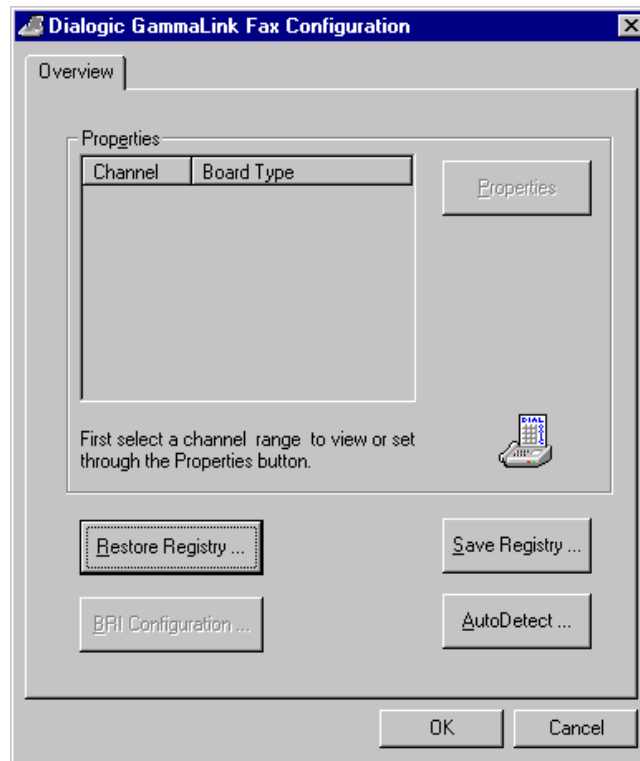 Dialogic GammaLink Fax Configuration
Overview
Properties
Channel Board Type
Properties
DIAL
First select a channel range to view or set
through the Properties button.
Restore Registry ...
Save Registry ...
BRI Configuration ...
AutoDetect ...
OK
Cancel